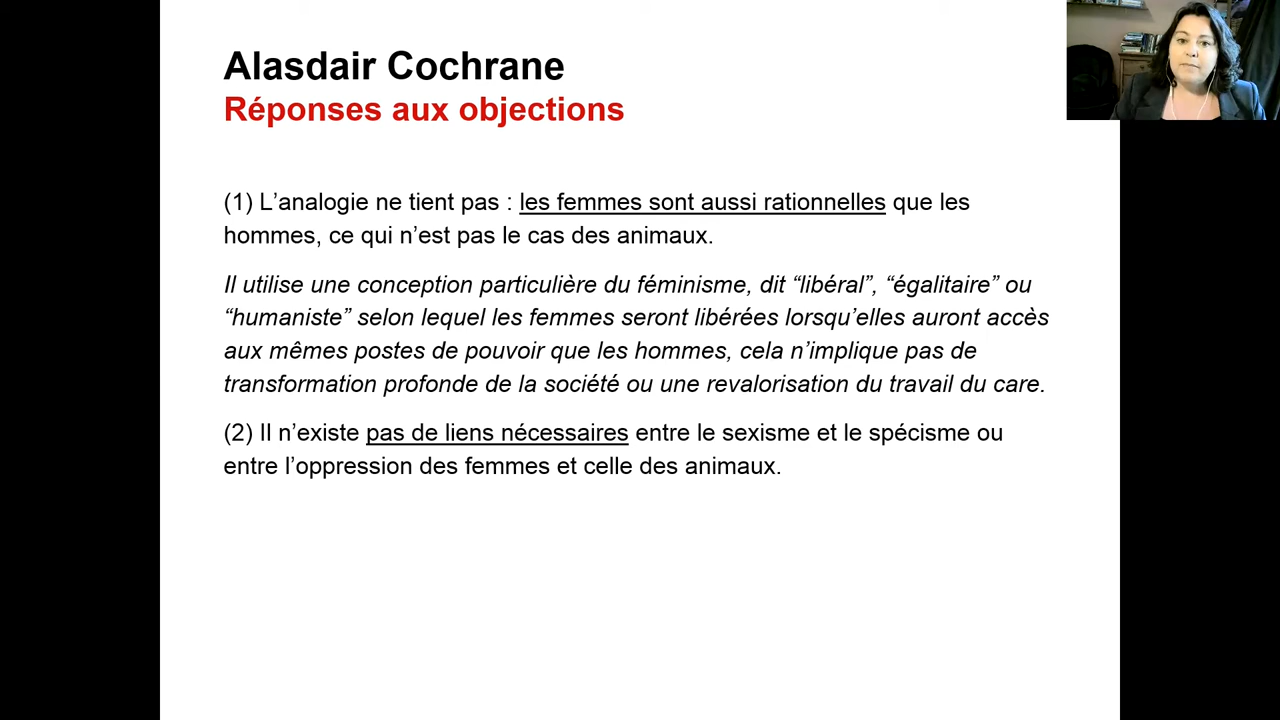 Alasdair Cochrane
Réponses aux objections
(1) L’analogie ne tient pas : les femmes sont aussi rationnelles que les
hommes, ce qui n’est pas le cas des animaux.
Il utilise une conception particulière du féminisme, dit “libéral”, “égalitaire” ou
“humaniste” selon lequel les femmes seront libérées lorsqu’elles auront accès
aux mêmes postes de pouvoir que les hommes, cela n’implique pas de
transformation profonde de la société ou une revalorisation du travail du care.
(2) Il n’existe pas de liens nécessaires entre le sexisme et le spécisme ou
entre l’oppression des femmes et celle des animaux.